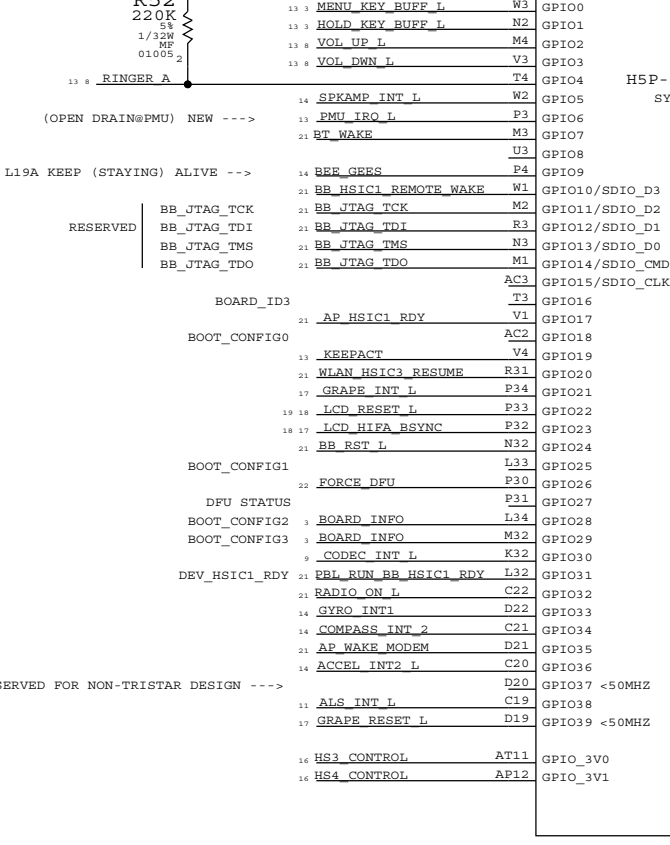 R32
220K
5%
1/32W
MF
01005
2
13 3 MENU_KEY_BUFF_L W3 GPIO0
13 3 HOLD_KEY_BUFF_L N2 GPIO1
13 8 VOL_UP_L M4 GPIO2
13 8 VOL_DWN_L V3 GPIO3
13 8 RINGER_A T4 GPIO4 H5P-
14 SPKAMP_INT_L W2 GPIO5 SY
(OPEN DRAIN@PMU) NEW ---> 13 PMU_IRQ_L P3 GPIO6
21 BT_WAKE M3 GPIO7
U3 GPIO8
L19A KEEP (STAYING) ALIVE --> 14 BEE_GEES P4 GPIO9
21 BB_HSIC1_REMOTE_WAKE W1 GPIO10/SDIO_D3
BB_JTAG_TCK 21 BB_JTAG_TCK M2 GPIO11/SDIO_D2
RESERVED BB_JTAG_TDI 21 BB_JTAG_TDI R3 GPIO12/SDIO_D1
BB_JTAG_TMS 21 BB_JTAG_TMS N3 GPIO13/SDIO_D0
BB_JTAG_TDO 21 BB_JTAG_TDO M1 GPIO14/SDIO_CMD
AC3 GPIO15/SDIO_CLK
BOARD_ID3 T3 GPIO16
21 AP_HSIC1_RDY V1 GPIO17
BOOT_CONFIG0 AC2 GPIO18
13 KEEPACT V4 GPIO19
21 WLAN_HSIC3_RESUME R31 GPIO20
17 GRAPE_INT_L P34 GPIO21
19 18 LCD_RESET_L P33 GPIO22
18 17 LCD_HIFA_BSYNC P32 GPIO23
21 BB_RST_L N32 GPIO24
BOOT_CONFIG1 L33 GPIO25
22 FORCE_DFU P30 GPIO26
DFU STATUS P31 GPIO27
BOOT_CONFIG2 3 BOARD_INFO L34 GPIO28
BOOT_CONFIG3 3 BOARD_INFO M32 GPIO29
9 CODEC_INT_L K32 GPIO30
DEV_HSIC1_RDY 21 PBL_RUN_BB_HSIC1_RDY L32 GPIO31
21 RADIO_ON_L C22 GPIO32
14 GYRO_INT1 D22 GPIO33
14 COMPASS_INT_2 C21 GPIO34
21 AP_WAKE_MODEM D21 GPIO35
14 ACCEL_INT2_L C20 GPIO36
SERVED FOR NON-TRISTAR DESIGN ---> D20 GPIO37 <50MHZ
11 ALS_INT_L C19 GPIO38
17 GRAPE_RESET_L D19 GPIO39 <50MHZ
16 HS3_CONTROL AT11 GPIO_3V0
16 HS4_CONTROL AP12 GPIO_3V1